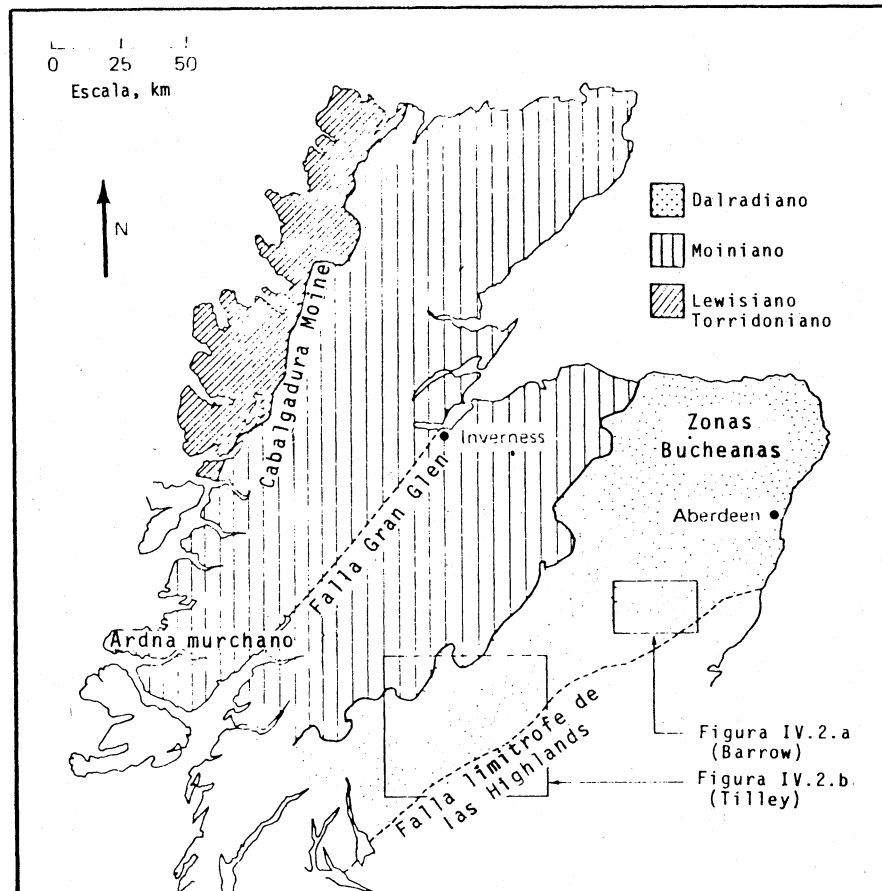 0 25 50
Escala, km
N
Dalradiano
Moiniano
Lewisiano
Torridoniano
Cabalgadura Moine
Zonas
Bucheanas
Inverness
Falla Gran Glen
Aberdeen
Ardna murchano
Falla limitrofe de
las Highlands
Figura IV.2.a
(Barrow)
Figura IV.2.b
(Tilley)